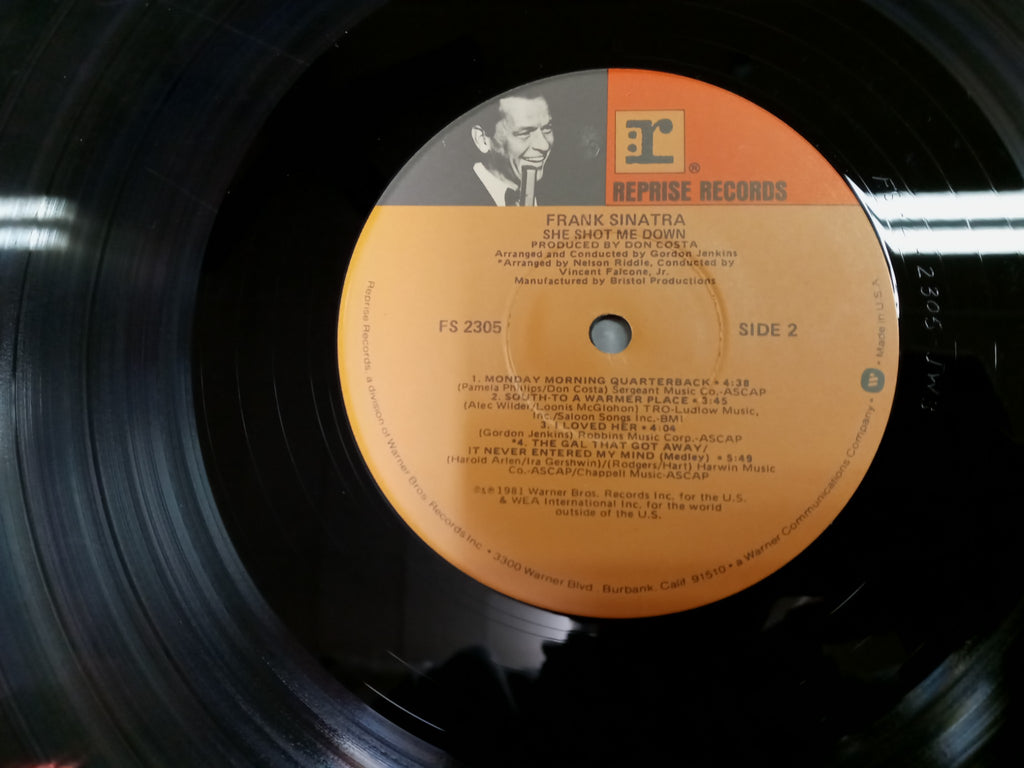 r
®
REPRISE RECORDS
FRANK SINATRA
SHE SHOT ME DOWN
PRODUCED BY DON COSTA
Arranged and Conducted by Gordon Jenkins
*Arranged by Nelson Riddle, Conducted by
Vincent Falcone, Jr.
Manufactured by Bristol Productions
FS 2305
SIDE 2
1. MONDAY MORNING QUARTERBACK • 4:38
(Pamela Phillips/Don Costa) Sergeant Music Co.-ASCAP
2. SOUTH-TO A WARMER PLACE • 3:45
(Alec Wilder/Loonis McGlohon) TRO-Ludlow Music,
Inc./Saloon Songs Inc.-BMI
3. I LOVED HER • 4:04
(Gordon Jenkins) Robbins Music Corp.-ASCAP
*4. THE GAL THAT GOT AWAY/
IT NEVER ENTERED MY MIND (Medley) • 5:49
(Harold Arlen/Ira Gershwin)/(Rodgers/Hart) Harwin Music
Co.-ASCAP/Chappell Music-ASCAP
©&℗ 1981 Warner Bros. Records Inc. for the U.S.
& WEA International Inc. for the world
outside of the U.S.
Reprise Records, a division of Warner Bros. Records Inc. • 3300 Warner Blvd., Burbank, Calif. 91510 • a Warner Communications Company • W • Made in U.S.A.